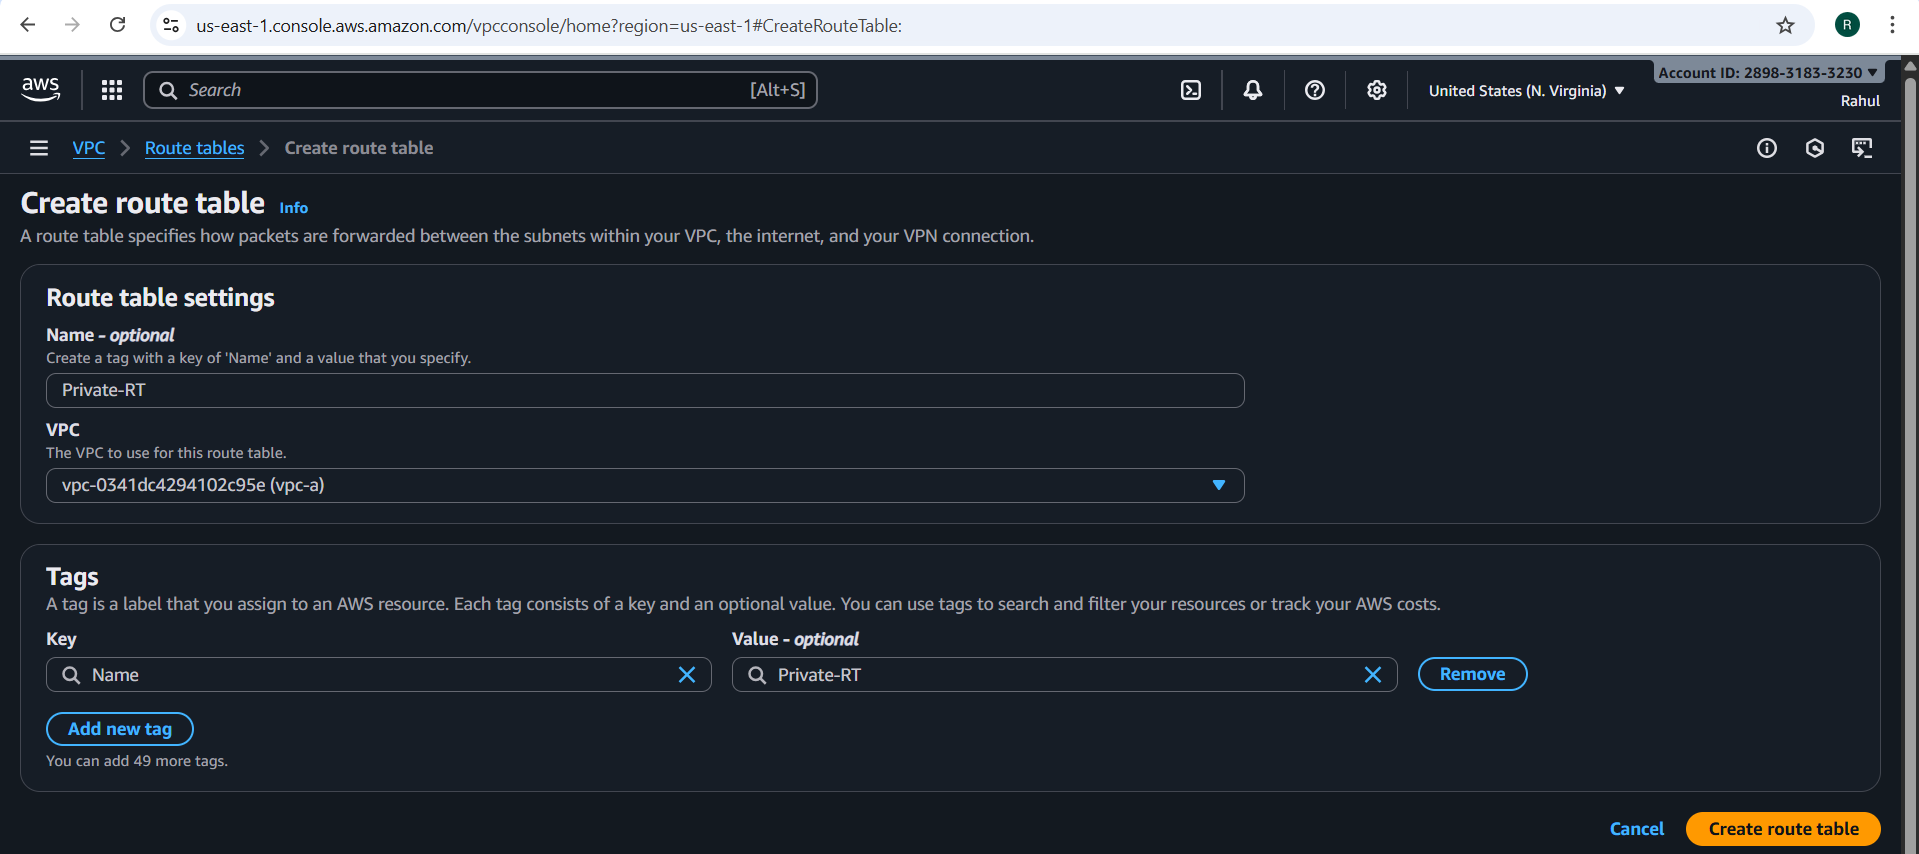 us-east-1.console.aws.amazon.com/vpcconsole/home?region=us-east-1#CreateRouteTable:
R
aws
Search
[Alt+S]
United States (N. Virginia)
Account ID: 2898-3183-3230
Rahul
VPC
Route tables
Create route table
Create route table
Info
A route table specifies how packets are forwarded between the subnets within your VPC, the internet, and your VPN connection.
Route table settings
Name - optional
Create a tag with a key of 'Name' and a value that you specify.
Private-RT
VPC
The VPC to use for this route table.
vpc-0341dc4294102c95e (vpc-a)
Tags
A tag is a label that you assign to an AWS resource. Each tag consists of a key and an optional value. You can use tags to search and filter your resources or track your AWS costs.
Key
Value - optional
Name
Private-RT
Remove
Add new tag
You can add 49 more tags.
Cancel
Create route table